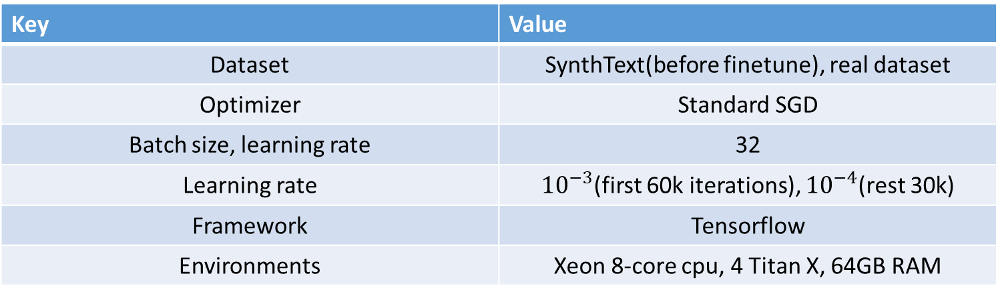 Key Value
Dataset SynthText(before finetune), real dataset
Optimizer Standard SGD
Batch size, learning rate 32
Learning rate 10⁻³(first 60k iterations), 10⁻⁴(rest 30k)
Framework Tensorflow
Environments Xeon 8-core cpu, 4 Titan X, 64GB RAM